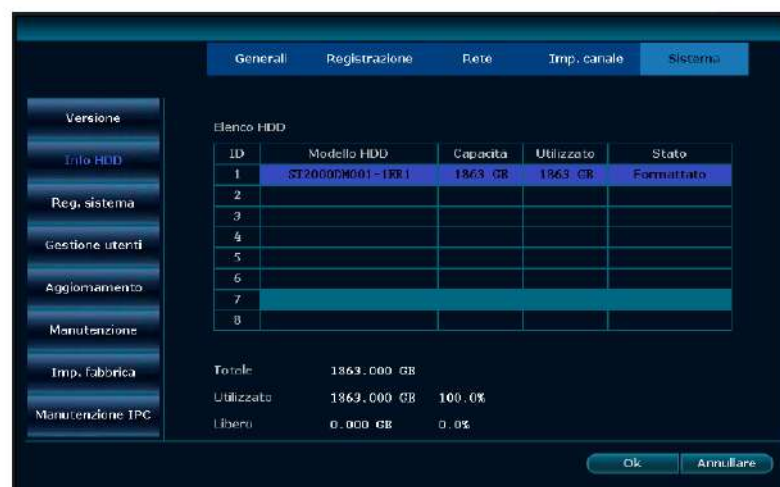 Generali Registrazione Rete Imp. canale Sistema
Versione
Info HDD
Reg. sistema
Gestione utenti
Aggiornamento
Manutenzione
Imp. fabbrica
Manutenzione IPC
Elenco HDD
ID Modello HDD Capacità Utilizzato Stato
1 ST2000DM001-1ER1 1863 GB 1863 GB Formattato
2
3
4
5
6
7
8
Totale 1863.000 GB
Utilizzato 1863.000 GB 100.0%
Libero 0.000 GB 0.0%
Ok Annullare